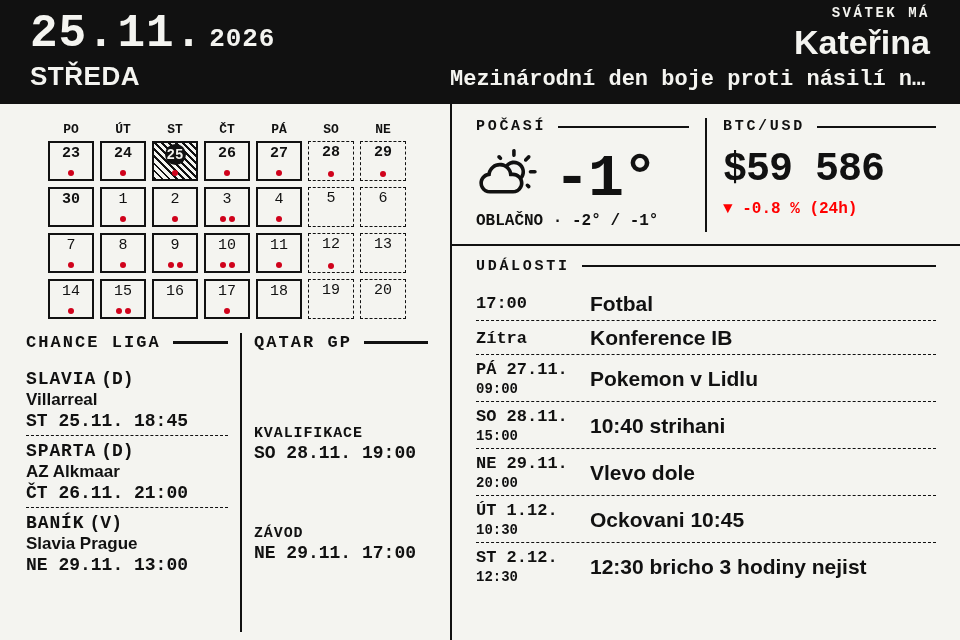 25.11. 2026
STŘEDA
SVÁTEK MÁ
Kateřina
Mezinárodní den boje proti násilí n…
PO ÚT ST ČT PÁ SO NE
23 24 25 26 27 28 29
30 1 2 3 4 5 6
7 8 9 10 11 12 13
14 15 16 17 18 19 20
CHANCE LIGA
SLAVIA (D)
Villarreal
ST 25.11. 18:45
SPARTA (D)
AZ Alkmaar
ČT 26.11. 21:00
BANÍK (V)
Slavia Prague
NE 29.11. 13:00
QATAR GP
KVALIFIKACE
SO 28.11. 19:00
ZÁVOD
NE 29.11. 17:00
POČASÍ
-1°
OBLAČNO · -2° / -1°
BTC/USD
$59 586
▼ -0.8 % (24h)
UDÁLOSTI
17:00 Fotbal
Zítra Konference IB
PÁ 27.11.
09:00
Pokemon v Lidlu
SO 28.11.
15:00
10:40 strihani
NE 29.11.
20:00
Vlevo dole
ÚT 1.12.
10:30
Ockovani 10:45
ST 2.12.
12:30
12:30 bricho 3 hodiny nejist